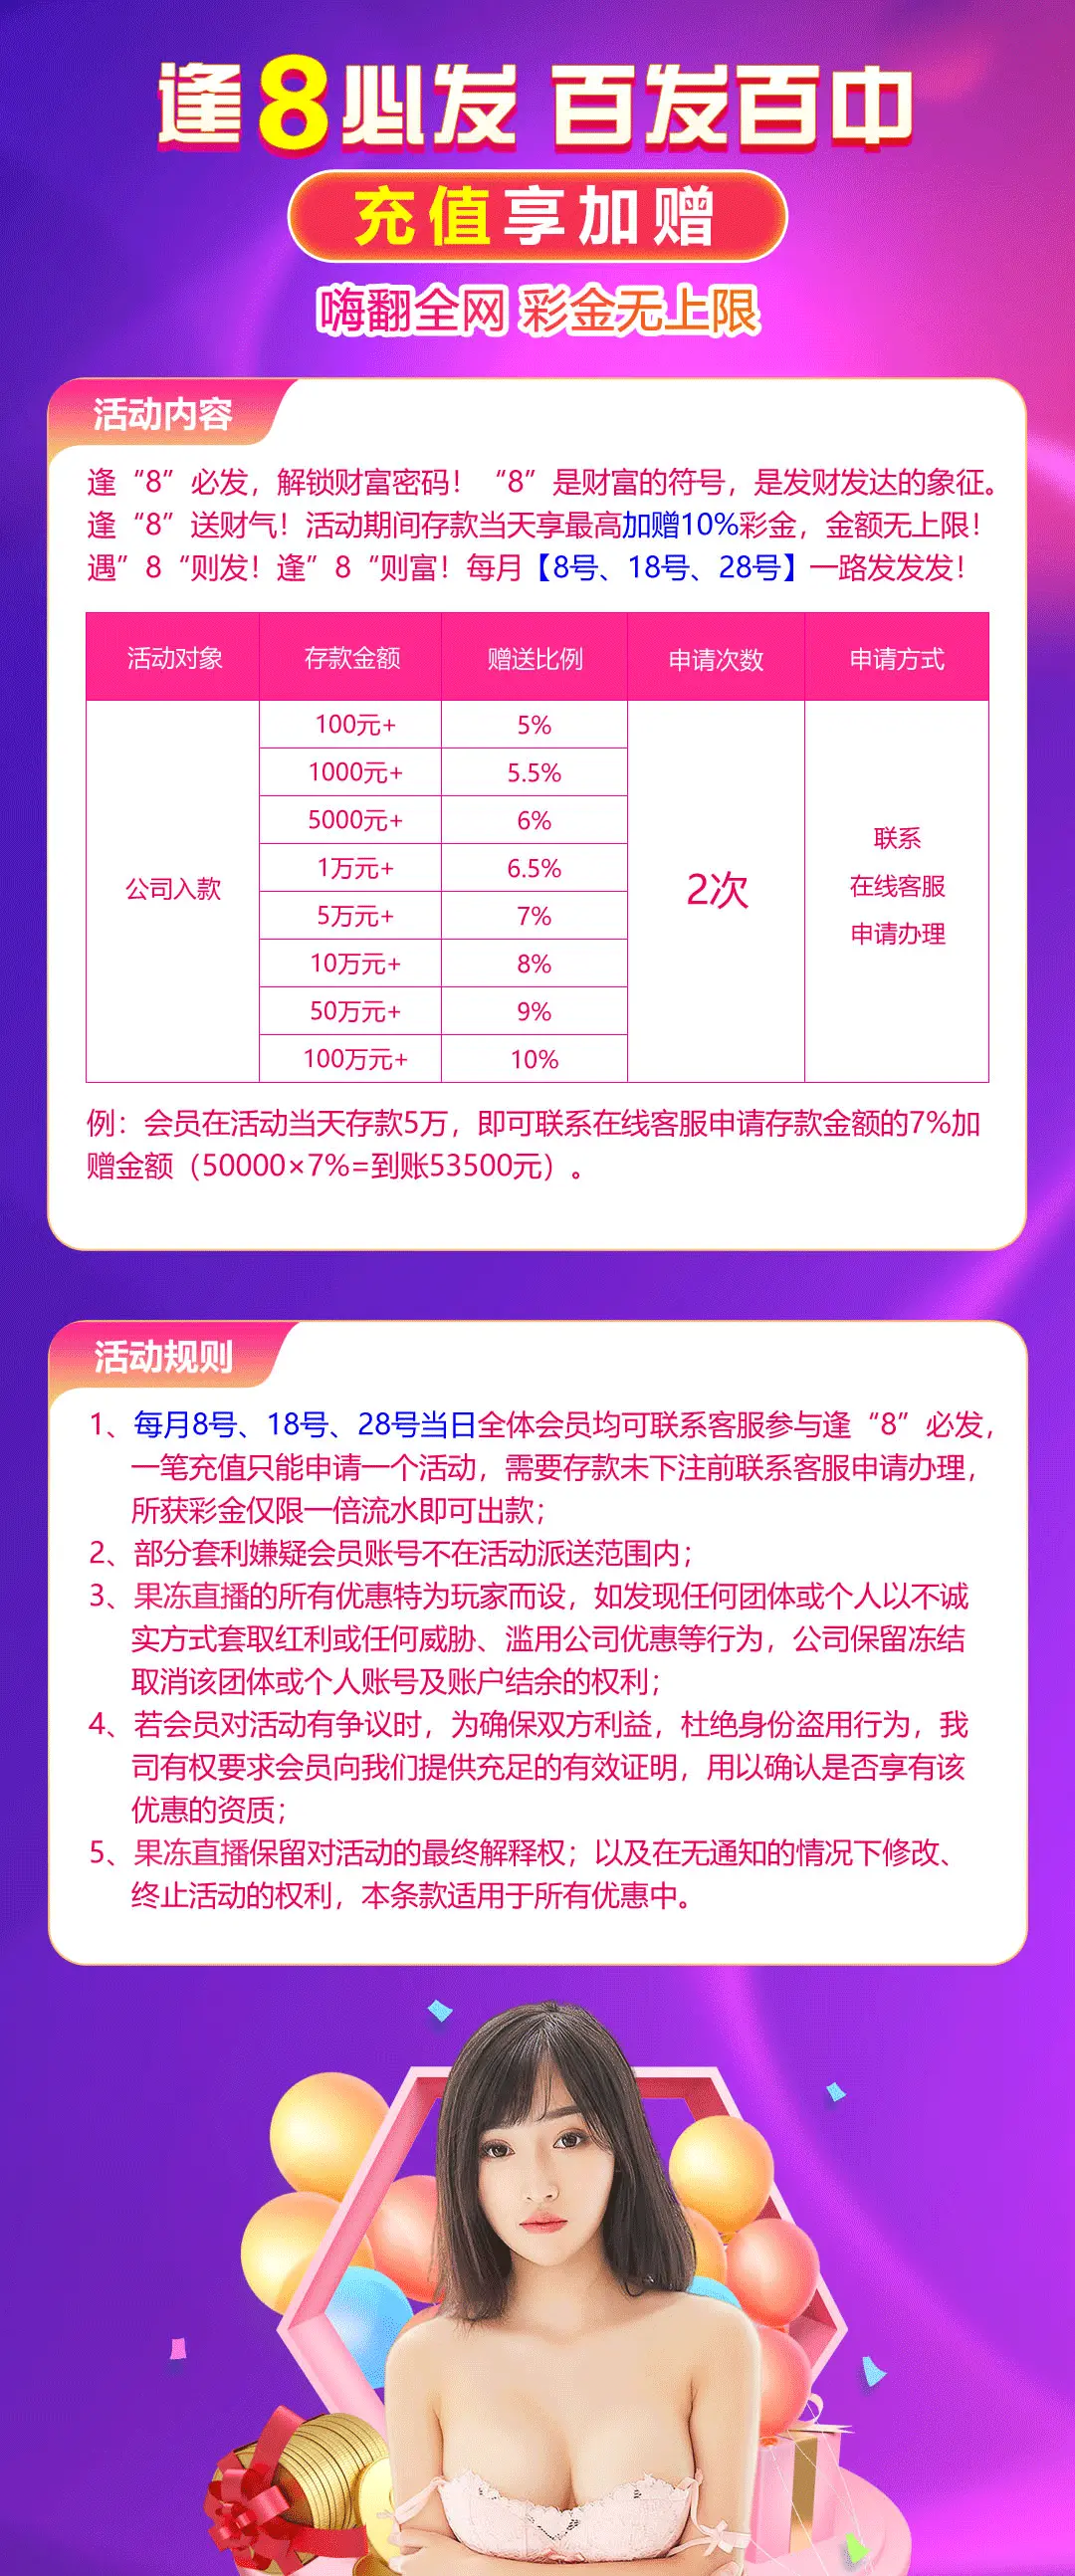 逢8必发 百发百中
充值享加赠
嗨翻全网 彩金无上限
活动内容
逢“8”必发，解锁财富密码！“8”是财富的符号，是发财发达的象征。
逢“8”送财气！活动期间存款当天享最高加赠10%彩金，金额无上限！
遇”8“则发！逢”8“则富！每月【8号、18号、28号】一路发发发！
活动对象 存款金额 赠送比例 申请次数 申请方式
100元+ 5%
1000元+ 5.5%
5000元+ 6%
1万元+ 6.5%
5万元+ 7%
10万元+ 8%
50万元+ 9%
100万元+ 10%
公司入款
2次
联系
在线客服
申请办理
例：会员在活动当天存款5万，即可联系在线客服申请存款金额的7%加
赠金额（50000×7%=到账53500元）。
活动规则
1、每月8号、18号、28号当日全体会员均可联系客服参与逢“8”必发，
一笔充值只能申请一个活动，需要存款未下注前联系客服申请办理，
所获彩金仅限一倍流水即可出款；
2、部分套利嫌疑会员账号不在活动派送范围内；
3、果冻直播的所有优惠特为玩家而设，如发现任何团体或个人以不诚
实方式套取红利或任何威胁、滥用公司优惠等行为，公司保留冻结
取消该团体或个人账号及账户结余的权利；
4、若会员对活动有争议时，为确保双方利益，杜绝身份盗用行为，我
司有权要求会员向我们提供充足的有效证明，用以确认是否享有该
优惠的资质；
5、果冻直播保留对活动的最终解释权；以及在无通知的情况下修改、
终止活动的权利，本条款适用于所有优惠中。